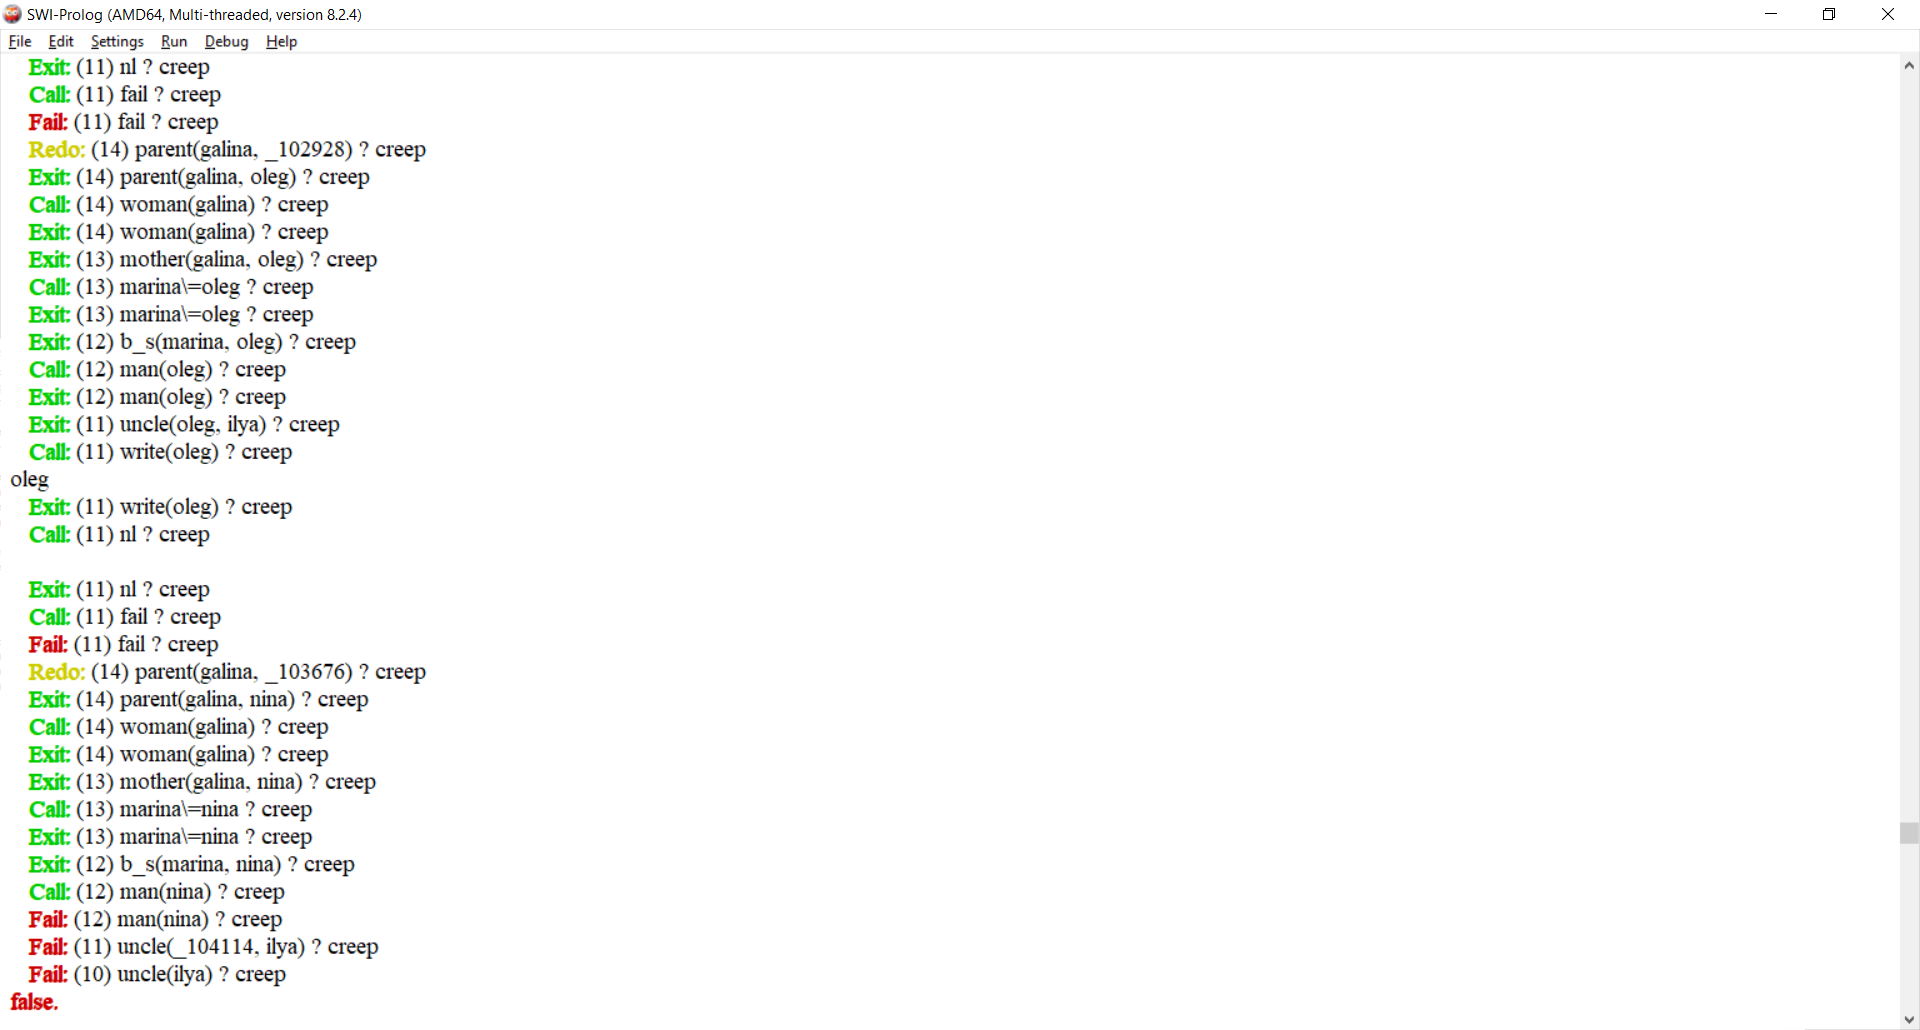 SWI-Prolog (AMD64, Multi-threaded, version 8.2.4)
File Edit Settings Run Debug Help
Exit: (11) nl ? creep
Call: (11) fail ? creep
Fail: (11) fail ? creep
Redo: (14) parent(galina, _102928) ? creep
Exit: (14) parent(galina, oleg) ? creep
Call: (14) woman(galina) ? creep
Exit: (14) woman(galina) ? creep
Exit: (13) mother(galina, oleg) ? creep
Call: (13) marina\=oleg ? creep
Exit: (13) marina\=oleg ? creep
Exit: (12) b_s(marina, oleg) ? creep
Call: (12) man(oleg) ? creep
Exit: (12) man(oleg) ? creep
Exit: (11) uncle(oleg, ilya) ? creep
Call: (11) write(oleg) ? creep
oleg
Exit: (11) write(oleg) ? creep
Call: (11) nl ? creep
Exit: (11) nl ? creep
Call: (11) fail ? creep
Fail: (11) fail ? creep
Redo: (14) parent(galina, _103676) ? creep
Exit: (14) parent(galina, nina) ? creep
Call: (14) woman(galina) ? creep
Exit: (14) woman(galina) ? creep
Exit: (13) mother(galina, nina) ? creep
Call: (13) marina\=nina ? creep
Exit: (13) marina\=nina ? creep
Exit: (12) b_s(marina, nina) ? creep
Call: (12) man(nina) ? creep
Fail: (12) man(nina) ? creep
Fail: (11) uncle(_104114, ilya) ? creep
Fail: (10) uncle(ilya) ? creep
false.